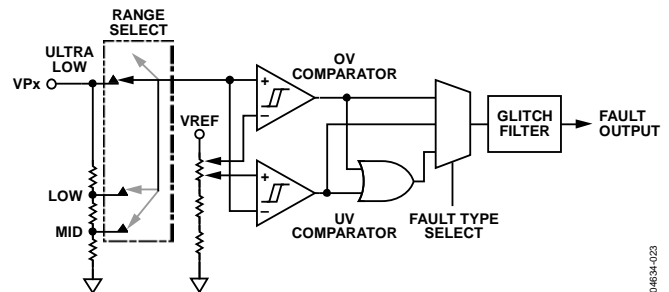 RANGE
SELECT
ULTRA
LOW
VPx
LOW
MID
VREF
+
–
+
–
OV
COMPARATOR
UV
COMPARATOR
FAULT TYPE
SELECT
GLITCH
FILTER
FAULT
OUTPUT
04634-023